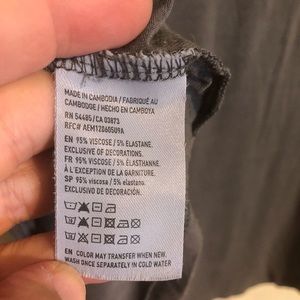 MADE IN CAMBODIA / FABRIQUÉ AU
CAMBODGE / HECHO EN CAMBOYA
RN 54485 / CA 03873
RFC# AEM1206050S9A
EN 95% viscose / 5% elastane.
EXCLUSIVE OF DECORATIONS.
FR 95% viscose / 5% ÉLASTHANNE.
À L'EXCEPTION DE LA GARNITURE.
SP 95% viscosa / 5% elastano.
EXCLUSIVO DE DECORACIÓN.
EN COLOR MAY TRANSFER WHEN NEW.
WASH ONCE SEPARATELY IN COLD WATER